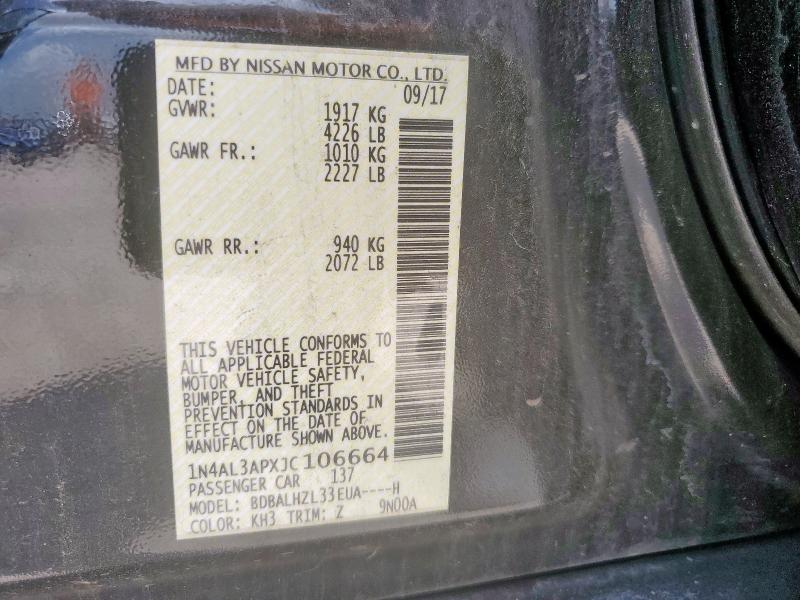 MFD BY NISSAN MOTOR CO., LTD.
DATE: 09/17
GVWR: 1917 KG
4226 LB
GAWR FR.: 1010 KG
2227 LB
GAWR RR.: 940 KG
2072 LB
THIS VEHICLE CONFORMS TO
ALL APPLICABLE FEDERAL
MOTOR VEHICLE SAFETY,
BUMPER, AND THEFT
PREVENTION STANDARDS IN
EFFECT ON THE DATE OF
MANUFACTURE SHOWN ABOVE.
1N4AL3APXJC106664
PASSENGER CAR 137
MODEL: BDBALHZL33EUA----H
COLOR: KH3 TRIM: Z 9N00A